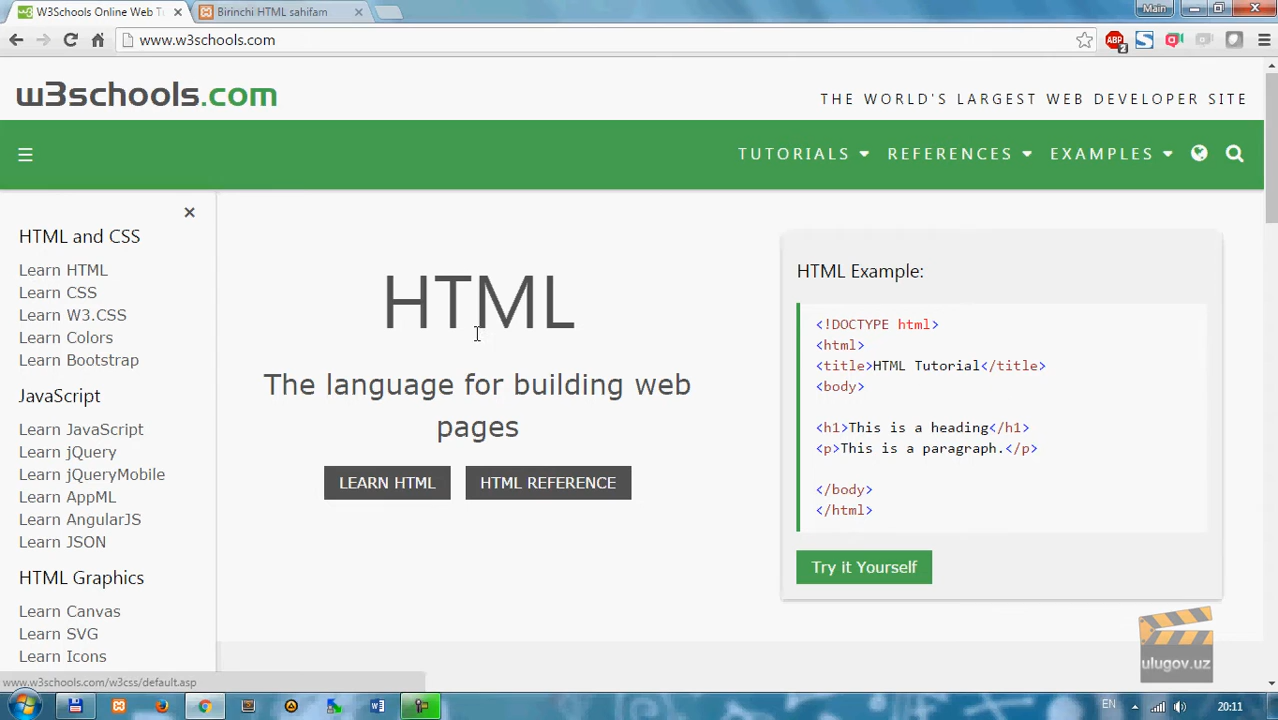 W3Schools Online Web Tu
Birinchi HTML sahifam
Main
www.w3schools.com
ABP
2
w3schools.com
THE WORLD'S LARGEST WEB DEVELOPER SITE
TUTORIALS
REFERENCES
EXAMPLES
HTML and CSS
Learn HTML
Learn CSS
Learn W3.CSS
Learn Colors
Learn Bootstrap
JavaScript
Learn JavaScript
Learn jQuery
Learn jQueryMobile
Learn AppML
Learn AngularJS
Learn JSON
HTML Graphics
Learn Canvas
Learn SVG
Learn Icons
HTML
The language for building web
pages
LEARN HTML
HTML REFERENCE
HTML Example:
<!DOCTYPE html>
<html>
<title>HTML Tutorial</title>
<body>
<h1>This is a heading</h1>
<p>This is a paragraph.</p>
</body>
</html>
Try it Yourself
ulugov.uz
www.w3schools.com/w3css/default.asp
EN
20:11